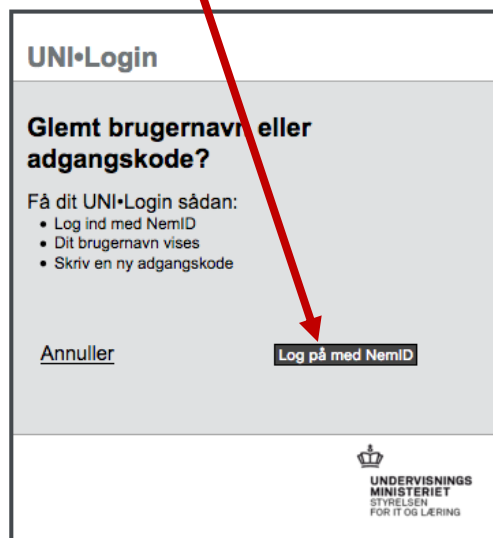 UNI•Login
Glemt brugernavn eller
adgangskode?
Få dit UNI•Login sådan:
• Log ind med NemID
• Dit brugernavn vises
• Skriv en ny adgangskode
Annuller
Log på med NemID
UNDERVISNINGS
MINISTERIET
STYRELSEN
FOR IT OG LÆRING